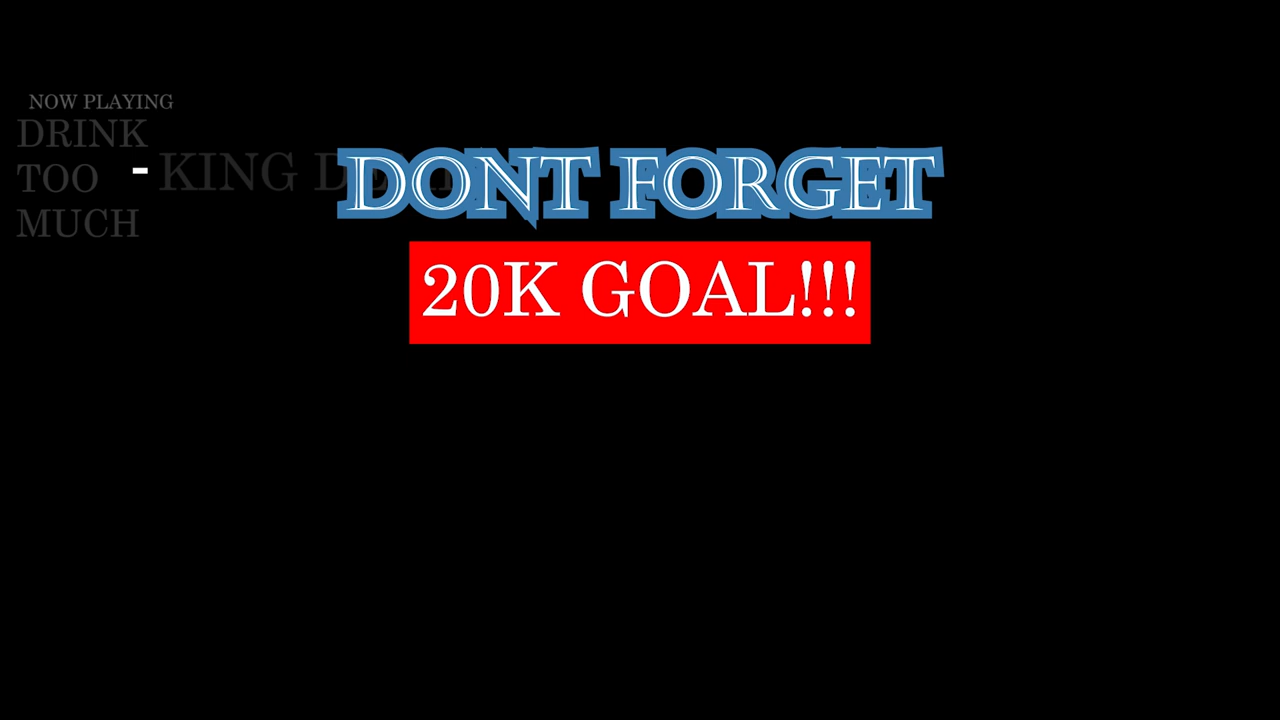 NOW PLAYING
DRINK
TOO
MUCH
- KING
DONT FORGET
20K GOAL!!!